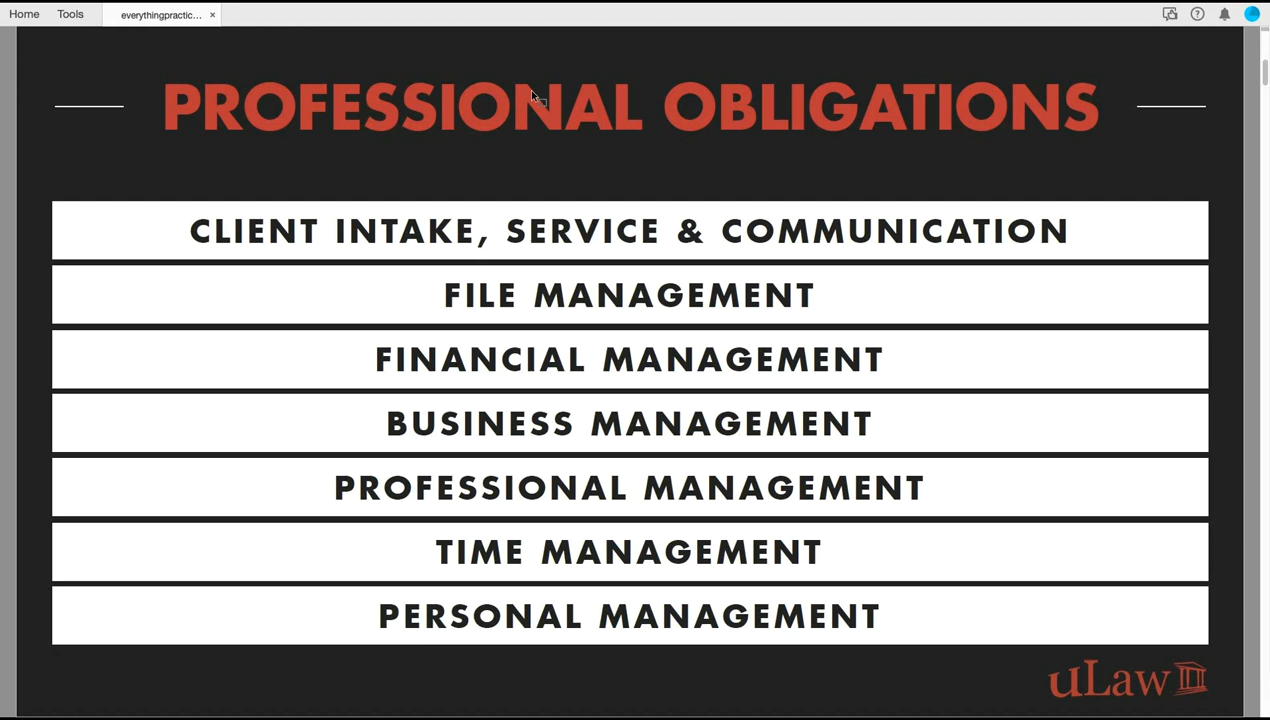 Home
Tools
everythingpractic...
×
?
PROFESSIONAL OBLIGATIONS
CLIENT INTAKE, SERVICE & COMMUNICATION
FILE MANAGEMENT
FINANCIAL MANAGEMENT
BUSINESS MANAGEMENT
PROFESSIONAL MANAGEMENT
TIME MANAGEMENT
PERSONAL MANAGEMENT
uLaw